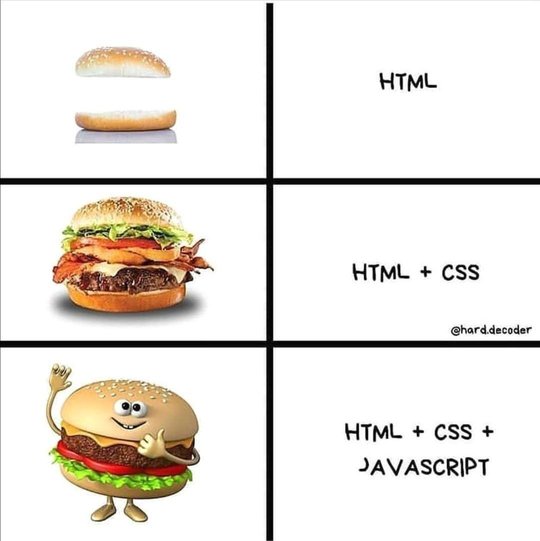 HTML
HTML + CSS
@hard.decoder
HTML + CSS +
JAVASCRIPT